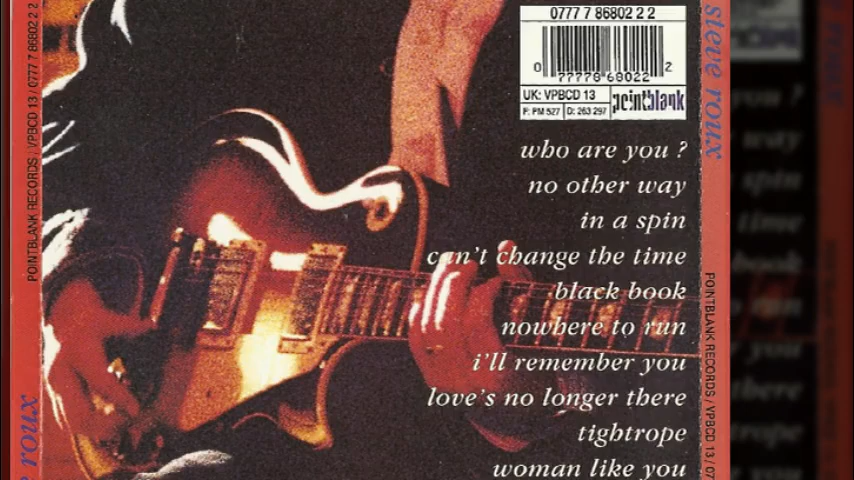 0777 7 86802 2 2
0 77778 68022 2
UK: VPBCD 13
F: PM 527 D: 263 297
pointblank
who are you ?
no other way
in a spin
can't change the time
black book
nowhere to run
i'll remember you
love's no longer there
tightrope
woman like you
steve roux
POINTBLANK RECORDS / VPBCD 13 / 07
POINTBLANK RECORDS / VPBCD 13 / 0777 7 86802 2
roux